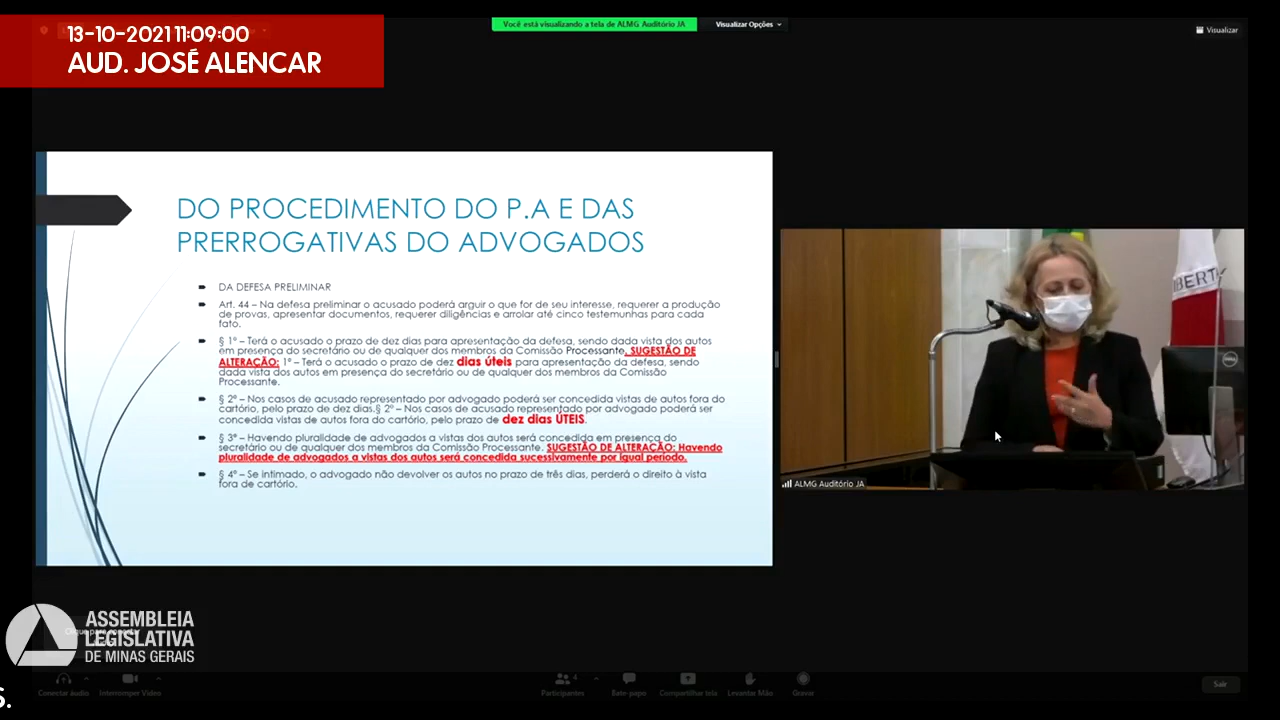 13-10-2021 11:09:00
AUD. JOSÉ ALENCAR
Você está visualizando a tela de ALMG Auditório JA
Visualizar Opções
Visualizar
DO PROCEDIMENTO DO P.A E DAS
PRERROGATIVAS DO ADVOGADOS
DA DEFESA PRELIMINAR
Art. 44 – Na defesa preliminar o acusado poderá arguir o que for de seu interesse, requerer a produção
de provas, apresentar documentos, requerer diligências e arrolar até cinco testemunhas para cada
fato.
§ 1º – Terá o acusado o prazo de dez dias para apresentação da defesa, sendo dada vista dos autos
em presença do secretário ou de qualquer dos membros da Comissão Processante. SUGESTÃO DE
ALTERAÇÃO: 1º – Terá o acusado o prazo de dez dias úteis para apresentação da defesa, sendo
dada vista dos autos em presença do secretário ou de qualquer dos membros da Comissão
Processante.
§ 2º – Nos casos de acusado representado por advogado poderá ser concedida vistas de autos fora do
cartório, pelo prazo de dez dias.§ 2º – Nos casos de acusado representado por advogado poderá ser
concedida vistas de autos fora do cartório, pelo prazo de dez dias ÚTEIS.
§ 3º – Havendo pluralidade de advogados a vistas dos autos será concedida em presença do
secretário ou de qualquer dos membros da Comissão Processante. SUGESTÃO DE ALTERAÇÃO: Havendo
pluralidade de advogados a vistas dos autos será concedida sucessivamente por igual período.
§ 4º – Se intimado, o advogado não devolver os autos no prazo de três dias, perderá o direito à vista
fora de cartório.
IBERT
DELL
ALMG Auditório JA
ASSEMBLEIA
LEGISLATIVA
DE MINAS GERAIS
S.
Conectar áudio
Interromper Vídeo
Participantes
4
Bate-papo
Compartilhar tela
Levantar Mão
Gravar
Sair